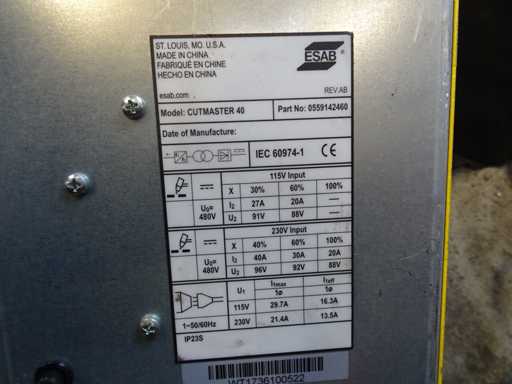 ST. LOUIS, MO. U.S.A.
MADE IN CHINA
FABRIQUÉ EN CHINE
HECHO EN CHINA
ESAB
esab.com
REV:AB
Model: CUTMASTER 40 Part No: 0559142460
Date of Manufacture:
IEC 60974-1 CE
115V Input
X 30% 60% 100%
U₀= 480V
I₂ 27A 20A —
U₂ 91V 88V —
230V Input
X 40% 60% 100%
U₀= 480V
I₂ 40A 30A 20A
U₂ 96V 92V 88V
U₁ I1max 1ø I1eff 1ø
115V 29.7A 16.3A
1~50/60Hz 230V 21.4A 13.5A
IP23S
WT1736100522